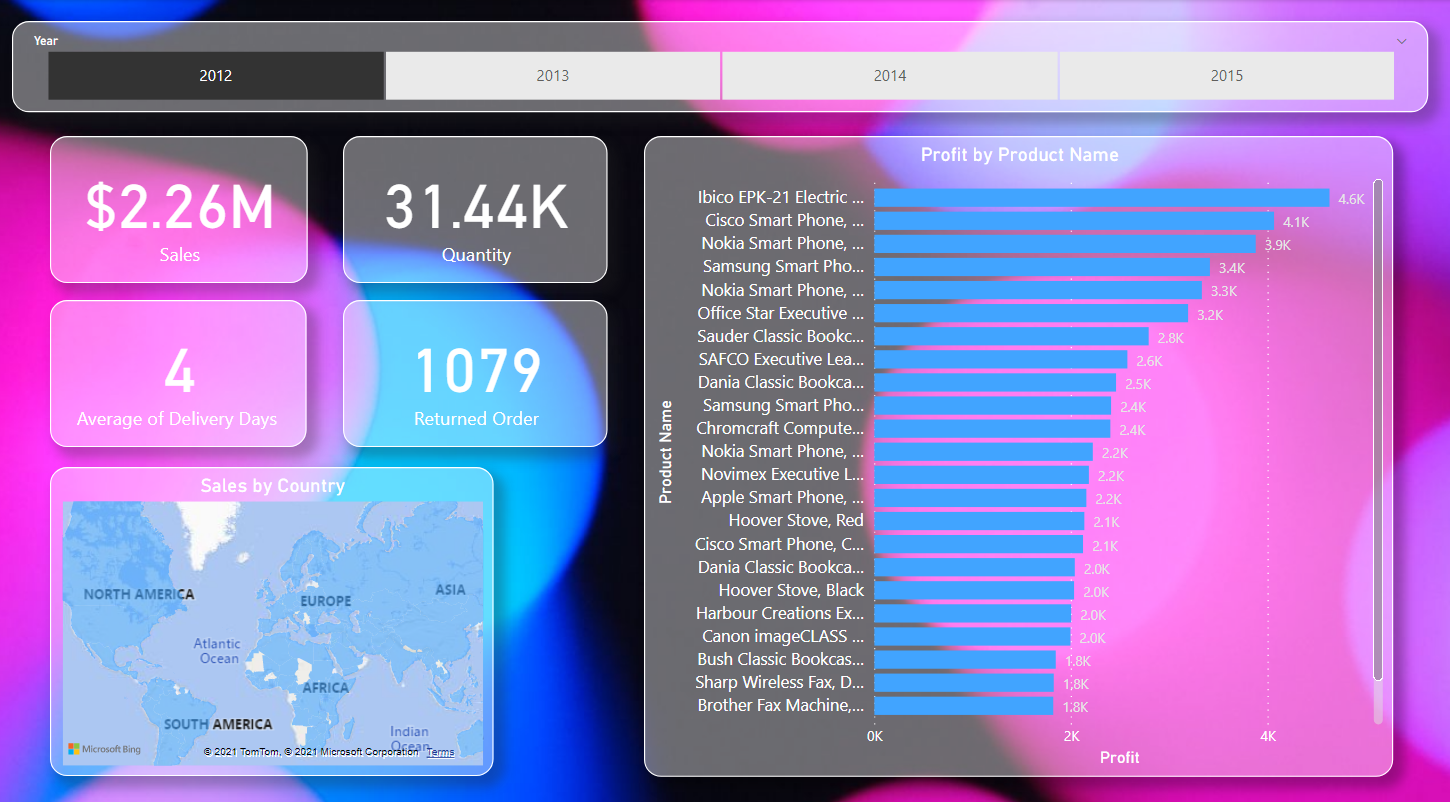 Year
2012 2013 2014 2015
$2.26M
Sales
31.44K
Quantity
4
Average of Delivery Days
1079
Returned Order
Sales by Country
NORTH AMERICA
EUROPE
ASIA
Atlantic
Ocean
AFRICA
SOUTH AMERICA
Indian
Ocean
Microsoft Bing
© 2021 TomTom, © 2021 Microsoft Corporation Terms
Profit by Product Name
Product Name
Ibico EPK-21 Electric ... 4.6K
Cisco Smart Phone, ... 4.1K
Nokia Smart Phone, ... 3.9K
Samsung Smart Pho... 3.4K
Nokia Smart Phone, ... 3.3K
Office Star Executive ... 3.2K
Sauder Classic Bookc... 2.8K
SAFCO Executive Lea... 2.6K
Dania Classic Bookca... 2.5K
Samsung Smart Pho... 2.4K
Chromcraft Compute... 2.4K
Nokia Smart Phone, ... 2.2K
Novimex Executive L... 2.2K
Apple Smart Phone, ... 2.2K
Hoover Stove, Red 2.1K
Cisco Smart Phone, C... 2.1K
Dania Classic Bookca... 2.0K
Hoover Stove, Black 2.0K
Harbour Creations Ex... 2.0K
Canon imageCLASS ... 2.0K
Bush Classic Bookcas... 1.8K
Sharp Wireless Fax, D... 1.8K
Brother Fax Machine,... 1.8K
0K 2K 4K
Profit